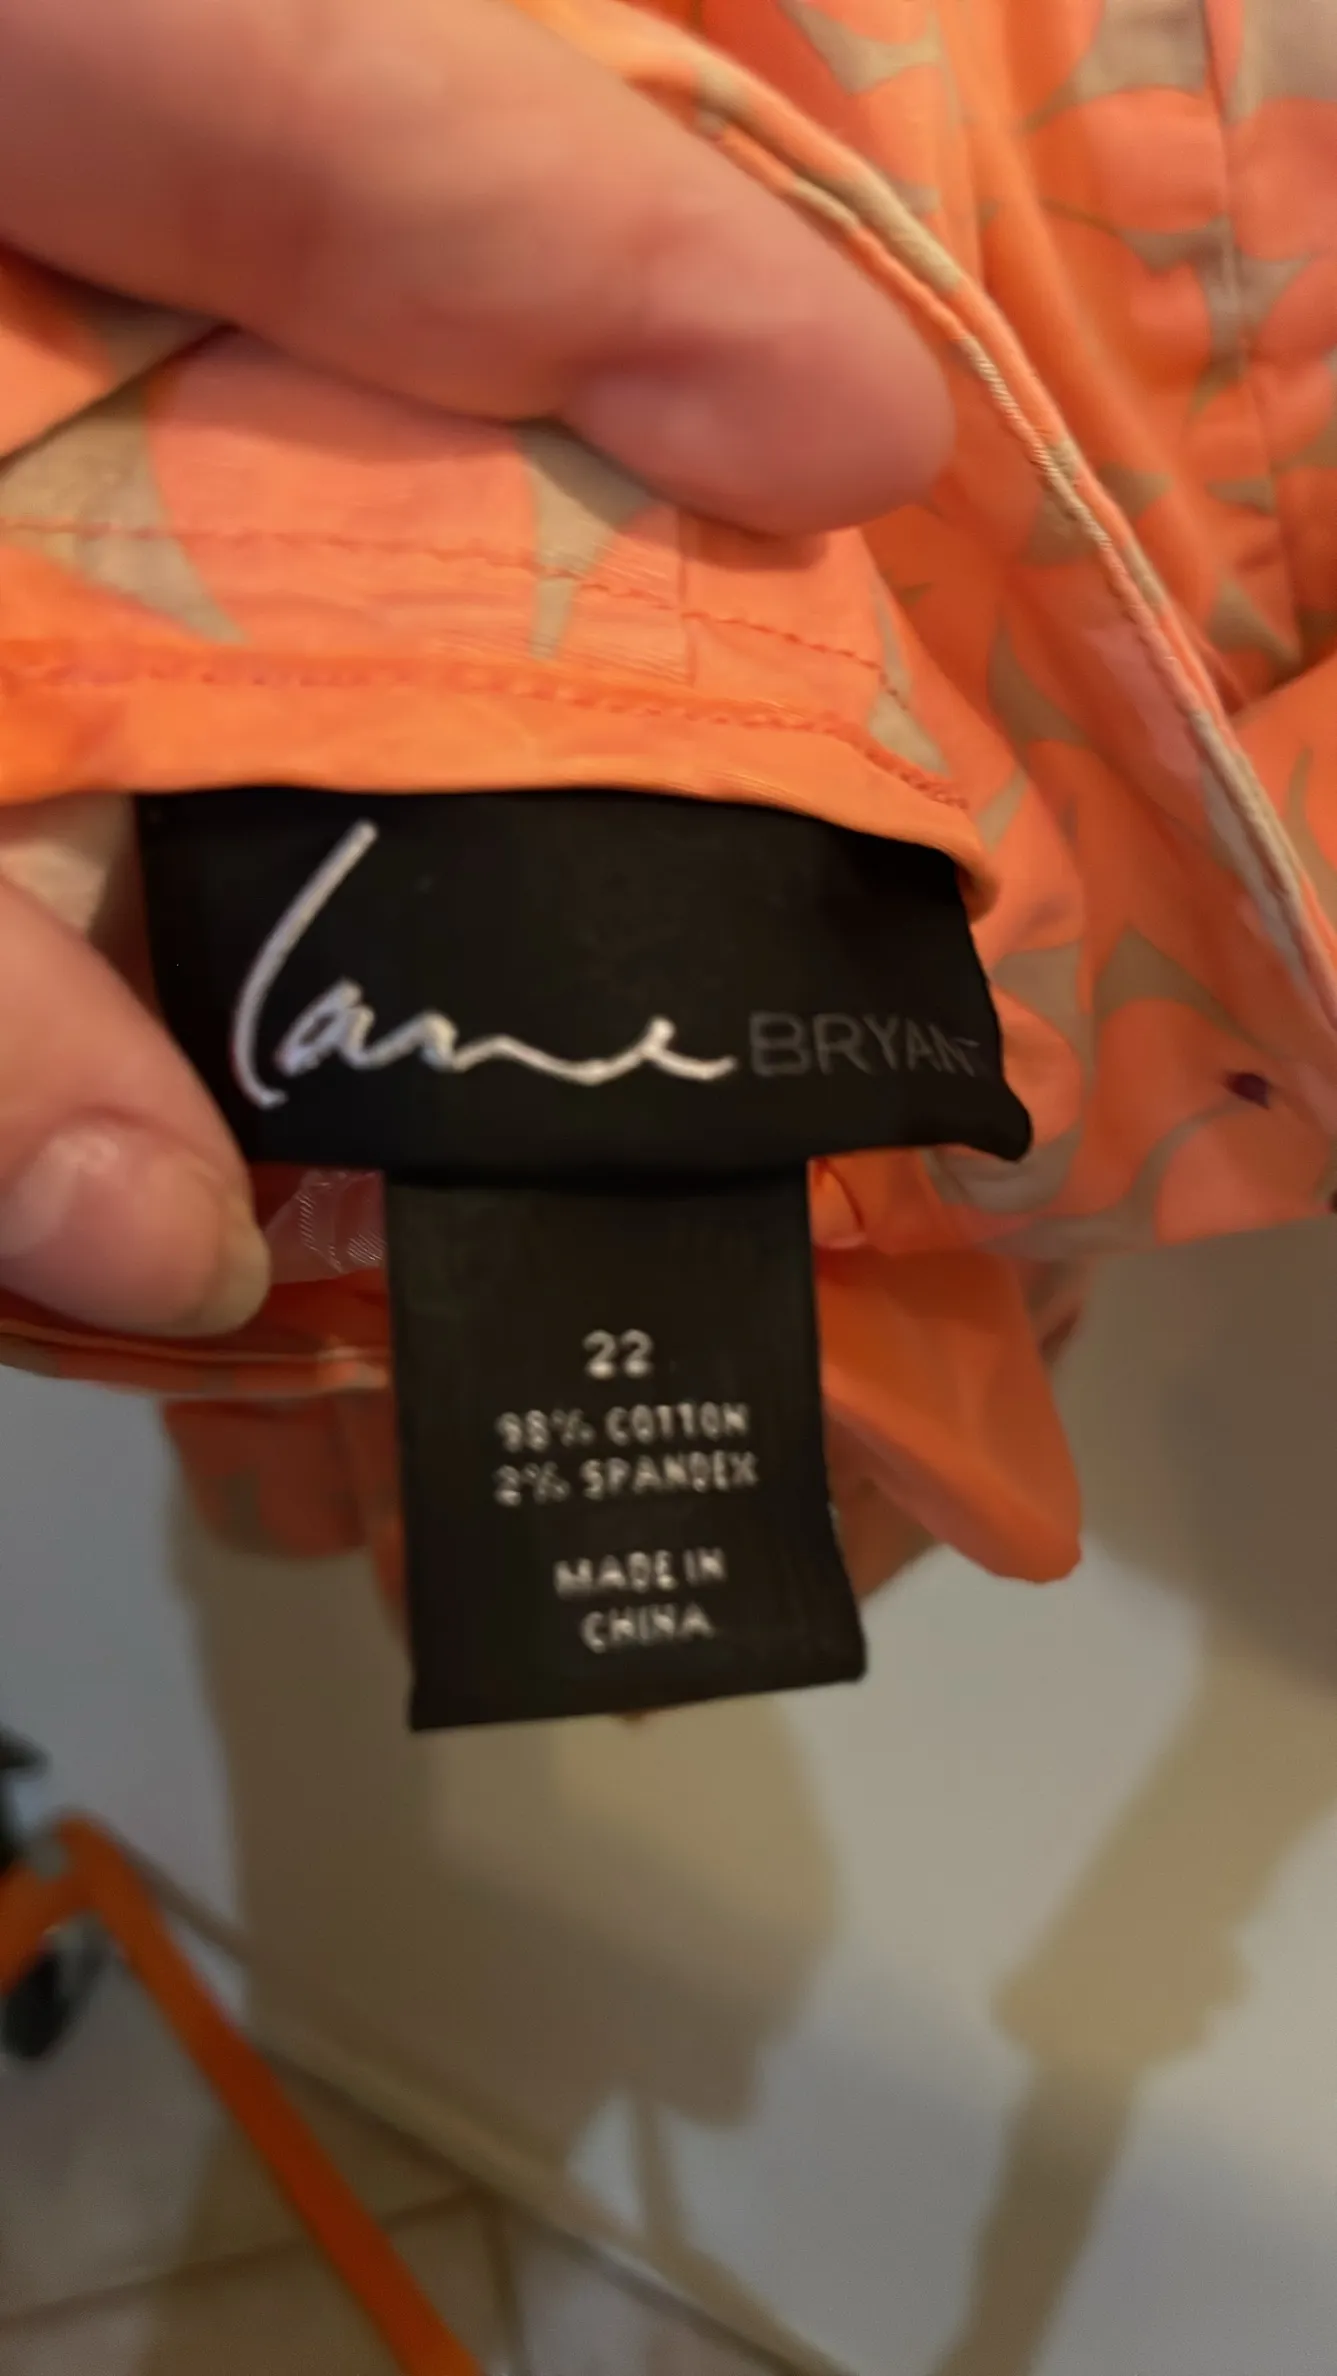 Lane BRYANT
22
98% COTTON
2% SPANDEX
MADE IN
CHINA